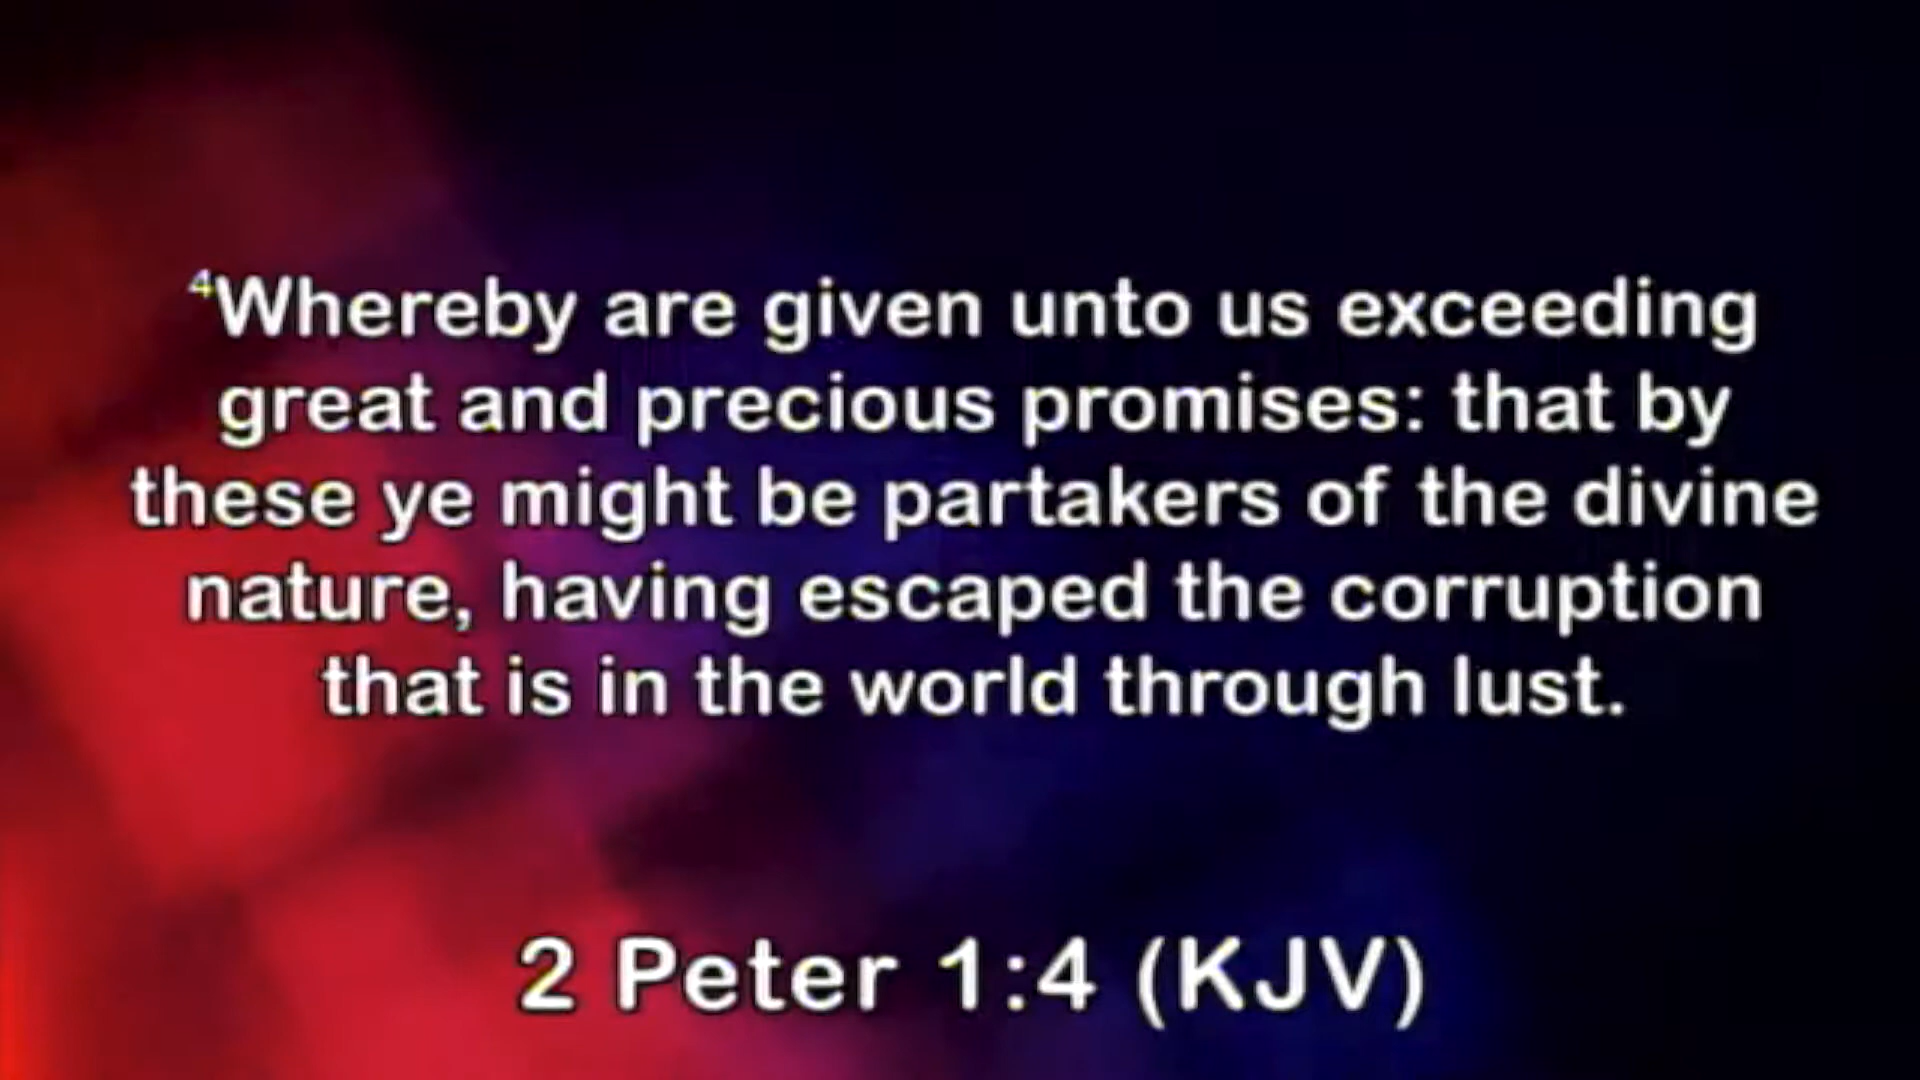 ⁴Whereby are given unto us exceeding
great and precious promises: that by
these ye might be partakers of the divine
nature, having escaped the corruption
that is in the world through lust.
2 Peter 1:4 (KJV)